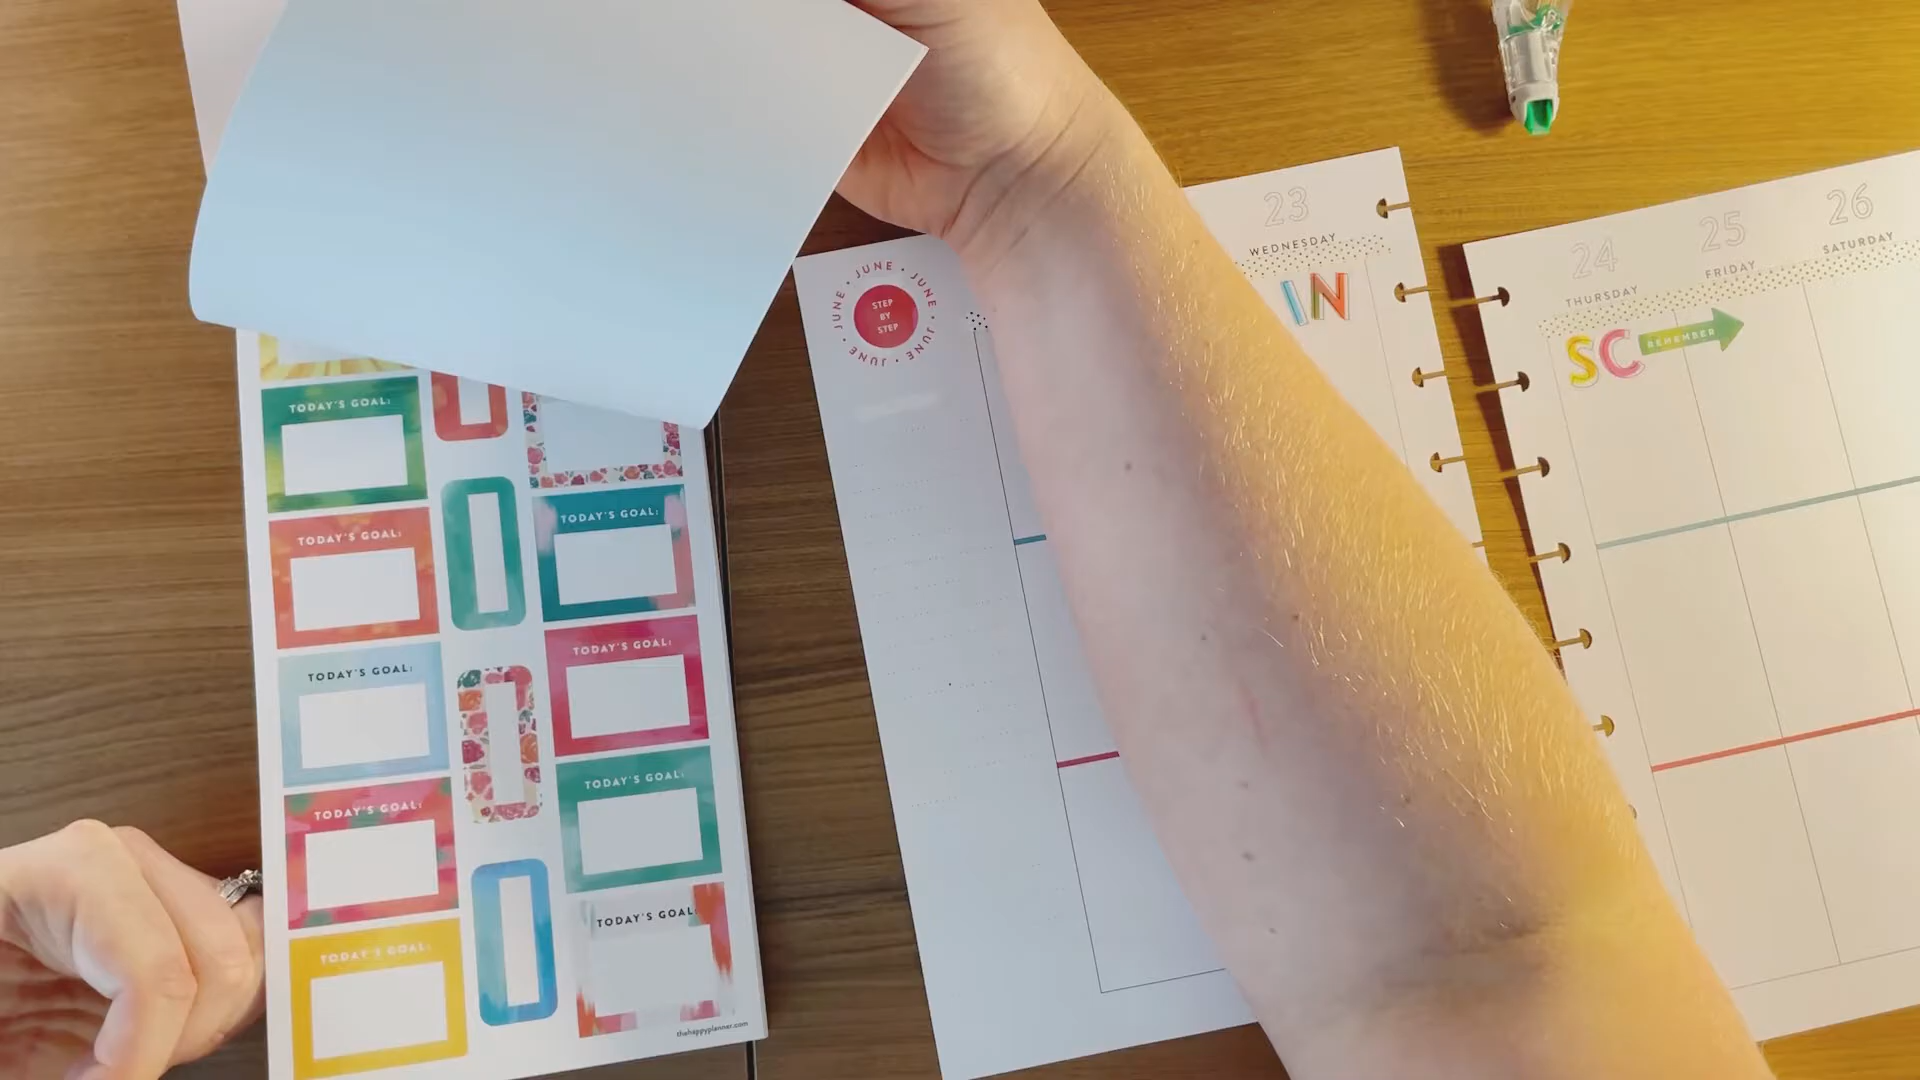 TODAY'S GOAL:
TODAY'S GOAL:
TODAY'S GOAL:
TODAY'S GOAL:
TODAY'S GOAL:
TODAY'S GOAL:
TODAY'S GOAL:
TODAY'S GOAL:
TODAY'S GOAL:
thehappyplanner.com
JUNE • JUNE • JUNE • JUNE • JUNE •
STEP
BY
STEP
23
WEDNESDAY
IN
24
THURSDAY
SC
REMEMBER
25
FRIDAY
26
SATURDAY